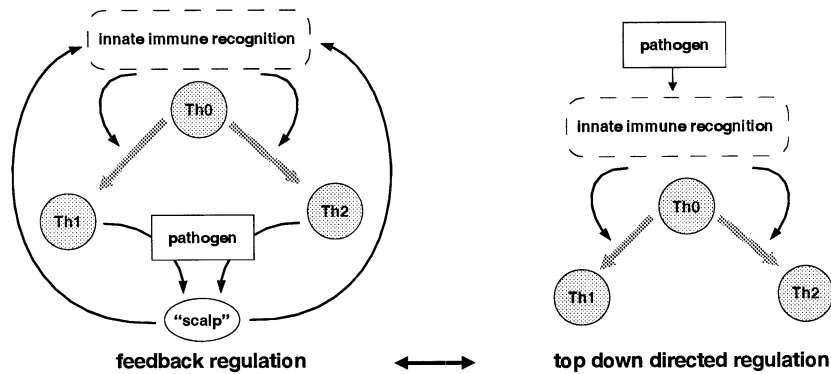 innate immune recognition
Th0
Th1
Th2
pathogen
“scalp”
feedback regulation
pathogen
innate immune recognition
Th0
Th1
Th2
top down directed regulation